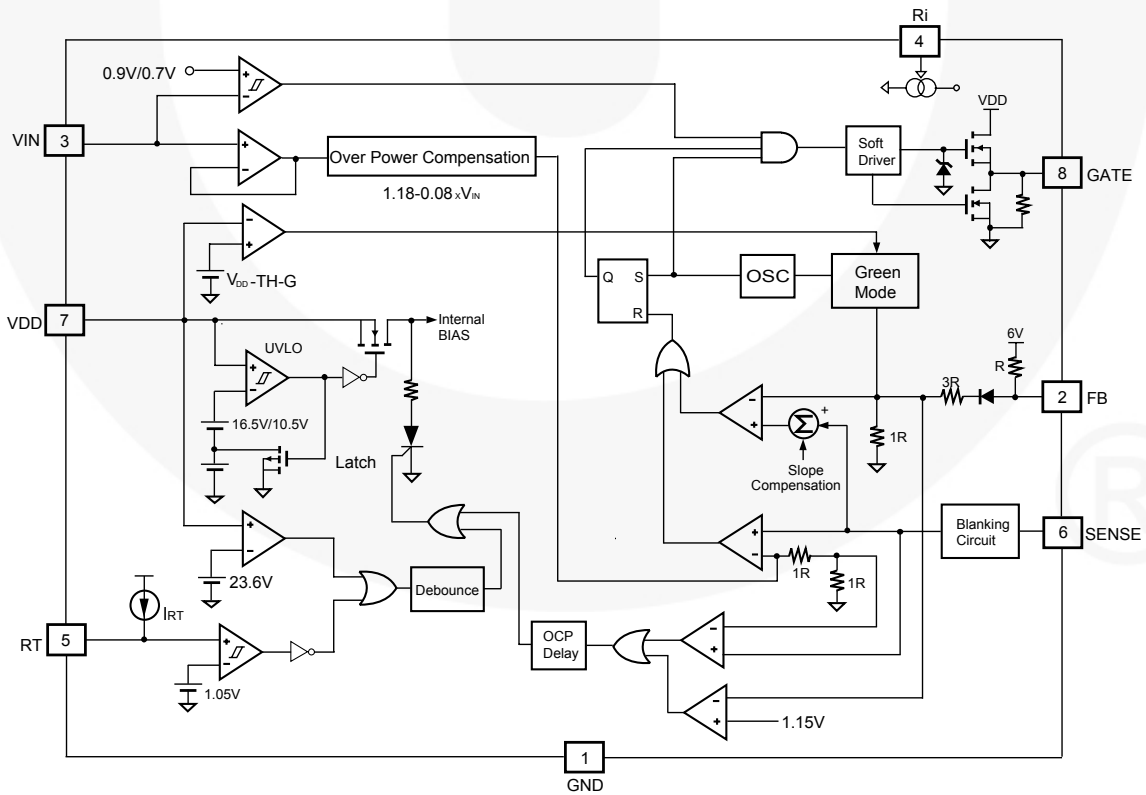 Ri
4
0.9V/0.7V
+
-
VDD
VIN
3
+
-
Over Power Compensation
1.18-0.08 x VIN
Soft
Driver
8
GATE
R
-
+
VDD-TH-G
Q
S
R
OSC
Green
Mode
VDD
7
Internal
BIAS
UVLO
+
-
16.5V/10.5V
6V
R
3R
2
FB
-
+
Σ
+
1R
Slope
Compensation
Latch
+
-
23.6V
+
-
1R
1R
Blanking
Circuit
6
SENSE
IRT
Debounce
RT
5
+
-
1.05V
OCP
Delay
-
+
-
+
1.15V
1
GND
R